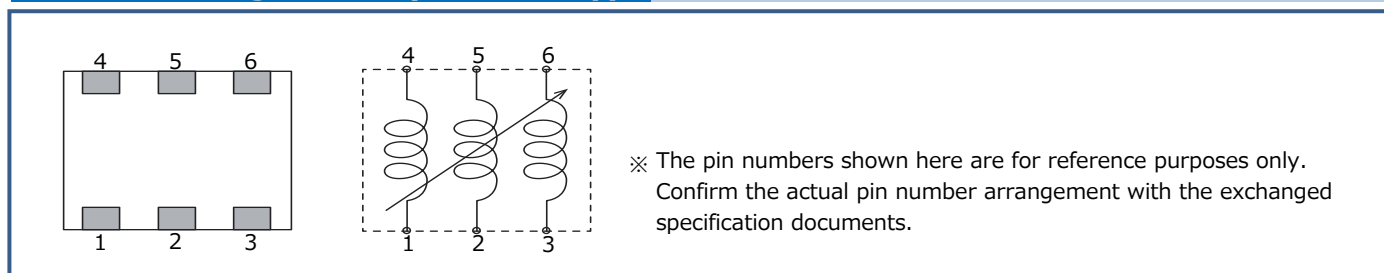 4 5 6
1 2 3
4 5 6
1 2 3
※ The pin numbers shown here are for reference purposes only.
Confirm the actual pin number arrangement with the exchanged
specification documents.